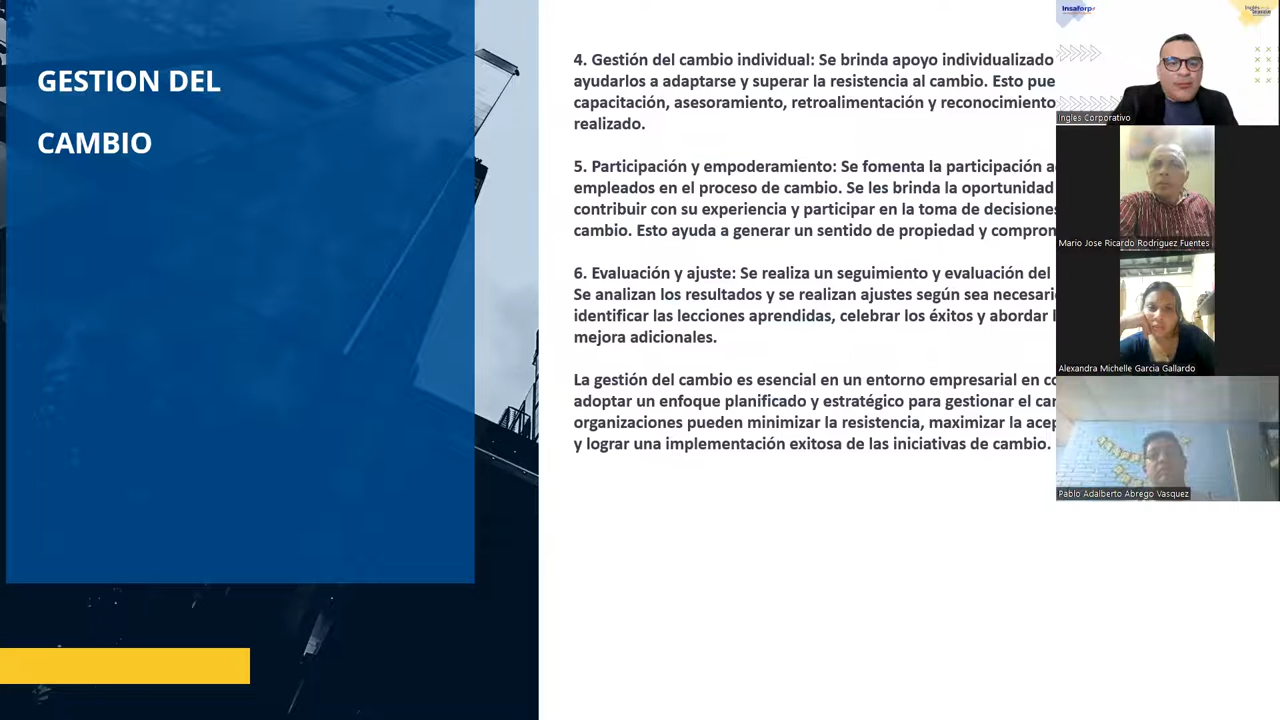 GESTION DEL
CAMBIO
4. Gestión del cambio individual: Se brinda apoyo individualizado
ayudarlos a adaptarse y superar la resistencia al cambio. Esto pue
capacitación, asesoramiento, retroalimentación y reconocimiento
realizado.
5. Participación y empoderamiento: Se fomenta la participación a
empleados en el proceso de cambio. Se les brinda la oportunidad
contribuir con su experiencia y participar en la toma de decisiones
cambio. Esto ayuda a generar un sentido de propiedad y comprom
6. Evaluación y ajuste: Se realiza un seguimiento y evaluación del
Se analizan los resultados y se realizan ajustes según sea necesari
identificar las lecciones aprendidas, celebrar los éxitos y abordar
mejora adicionales.
La gestión del cambio es esencial en un entorno empresarial en co
adoptar un enfoque planificado y estratégico para gestionar el ca
organizaciones pueden minimizar la resistencia, maximizar la acep
y lograr una implementación exitosa de las iniciativas de cambio.
Insaforp
Ingles Corporativo
Mario Jose Ricardo Rodriguez Fuentes
Alexandra Michelle Garcia Gallardo
Pablo Adalberto Abrego Vasquez